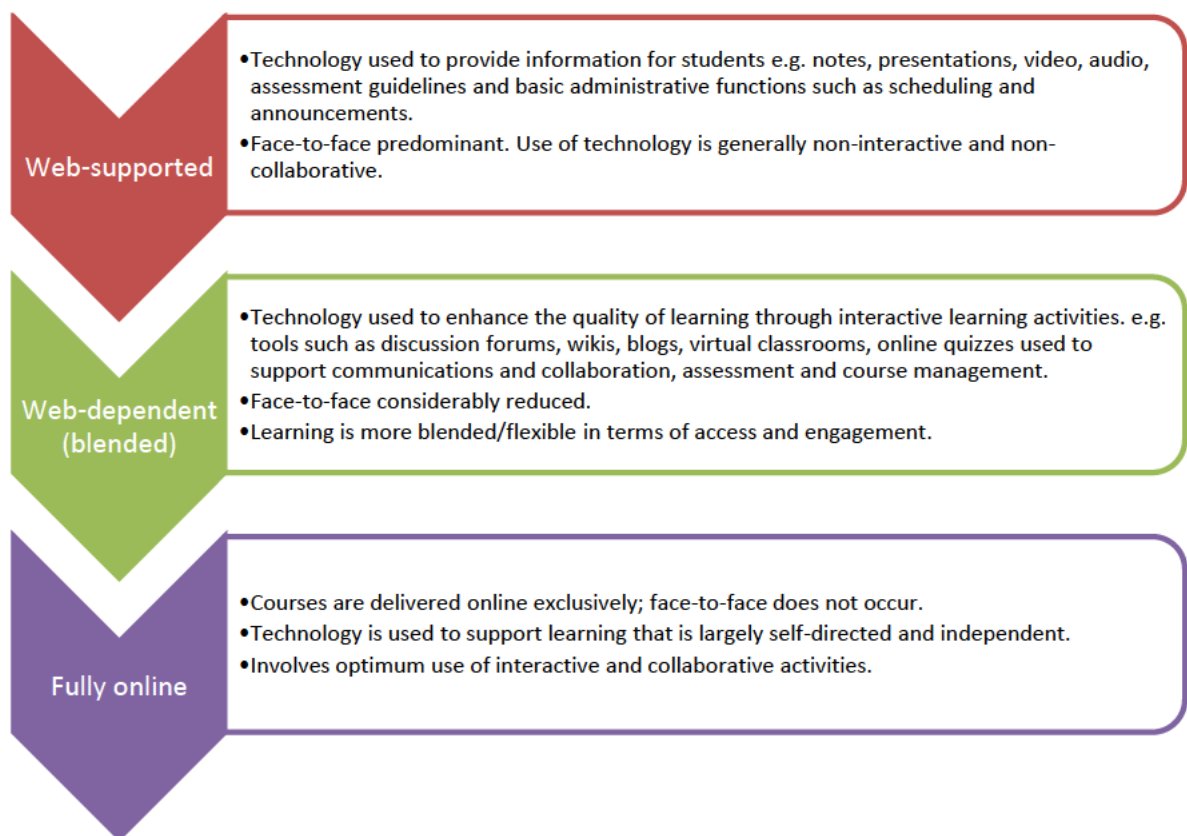 Web-supported
•Technology used to provide information for students e.g. notes, presentations, video, audio,
assessment guidelines and basic administrative functions such as scheduling and
announcements.
•Face-to-face predominant. Use of technology is generally non-interactive and non-
collaborative.
Web-dependent
(blended)
•Technology used to enhance the quality of learning through interactive learning activities. e.g.
tools such as discussion forums, wikis, blogs, virtual classrooms, online quizzes used to
support communications and collaboration, assessment and course management.
•Face-to-face considerably reduced.
•Learning is more blended/flexible in terms of access and engagement.
Fully online
•Courses are delivered online exclusively; face-to-face does not occur.
•Technology is used to support learning that is largely self-directed and independent.
•Involves optimum use of interactive and collaborative activities.